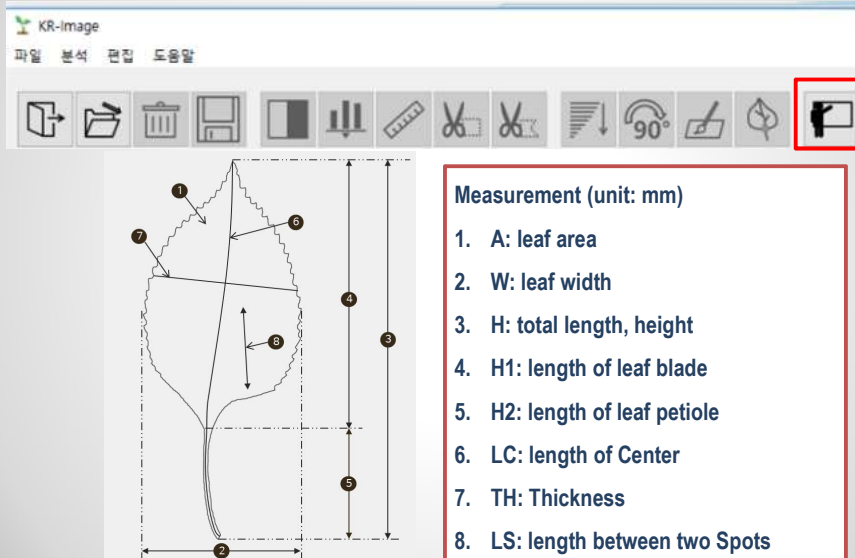 KR-Image
파일 분석 편집 도움말
90°
1
6
7
4
8
3
5
2
Measurement (unit: mm)
1. A: leaf area
2. W: leaf width
3. H: total length, height
4. H1: length of leaf blade
5. H2: length of leaf petiole
6. LC: length of Center
7. TH: Thickness
8. LS: length between two Spots